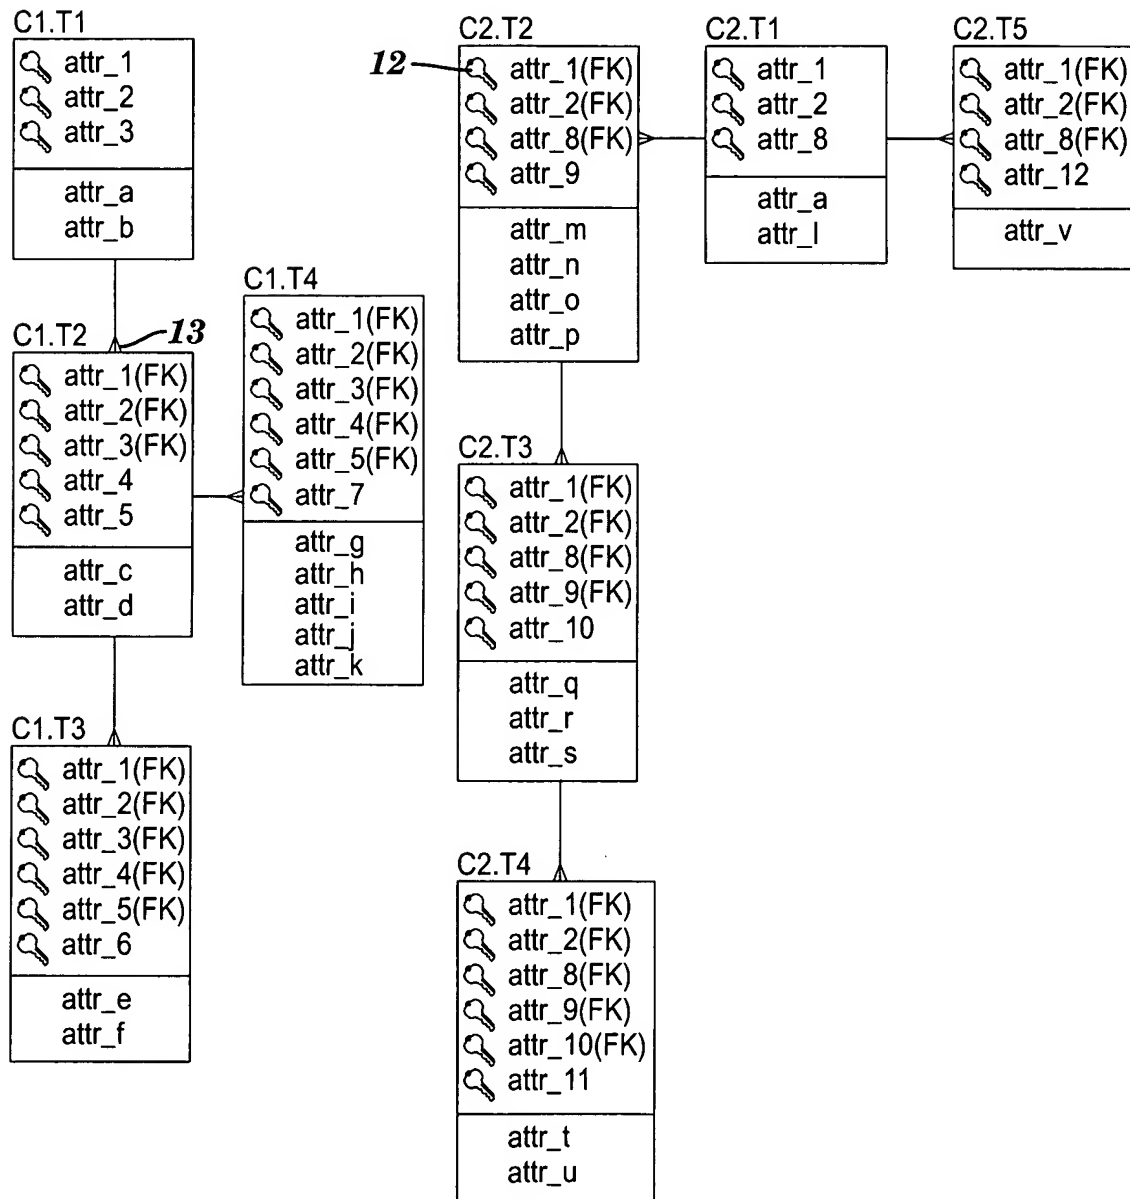 C1.T1
attr_1
attr_2
attr_3
attr_a
attr_b
C1.T2
13
attr_1(FK)
attr_2(FK)
attr_3(FK)
attr_4
attr_5
attr_c
attr_d
C1.T4
attr_1(FK)
attr_2(FK)
attr_3(FK)
attr_4(FK)
attr_5(FK)
attr_7
attr_g
attr_h
attr_i
attr_j
attr_k
C1.T3
attr_1(FK)
attr_2(FK)
attr_3(FK)
attr_4(FK)
attr_5(FK)
attr_6
attr_e
attr_f
C2.T2
12
attr_1(FK)
attr_2(FK)
attr_8(FK)
attr_9
attr_m
attr_n
attr_o
attr_p
C2.T1
attr_1
attr_2
attr_8
attr_a
attr_l
C2.T5
attr_1(FK)
attr_2(FK)
attr_8(FK)
attr_12
attr_v
C2.T3
attr_1(FK)
attr_2(FK)
attr_8(FK)
attr_9(FK)
attr_10
attr_q
attr_r
attr_s
C2.T4
attr_1(FK)
attr_2(FK)
attr_8(FK)
attr_9(FK)
attr_10(FK)
attr_11
attr_t
attr_u